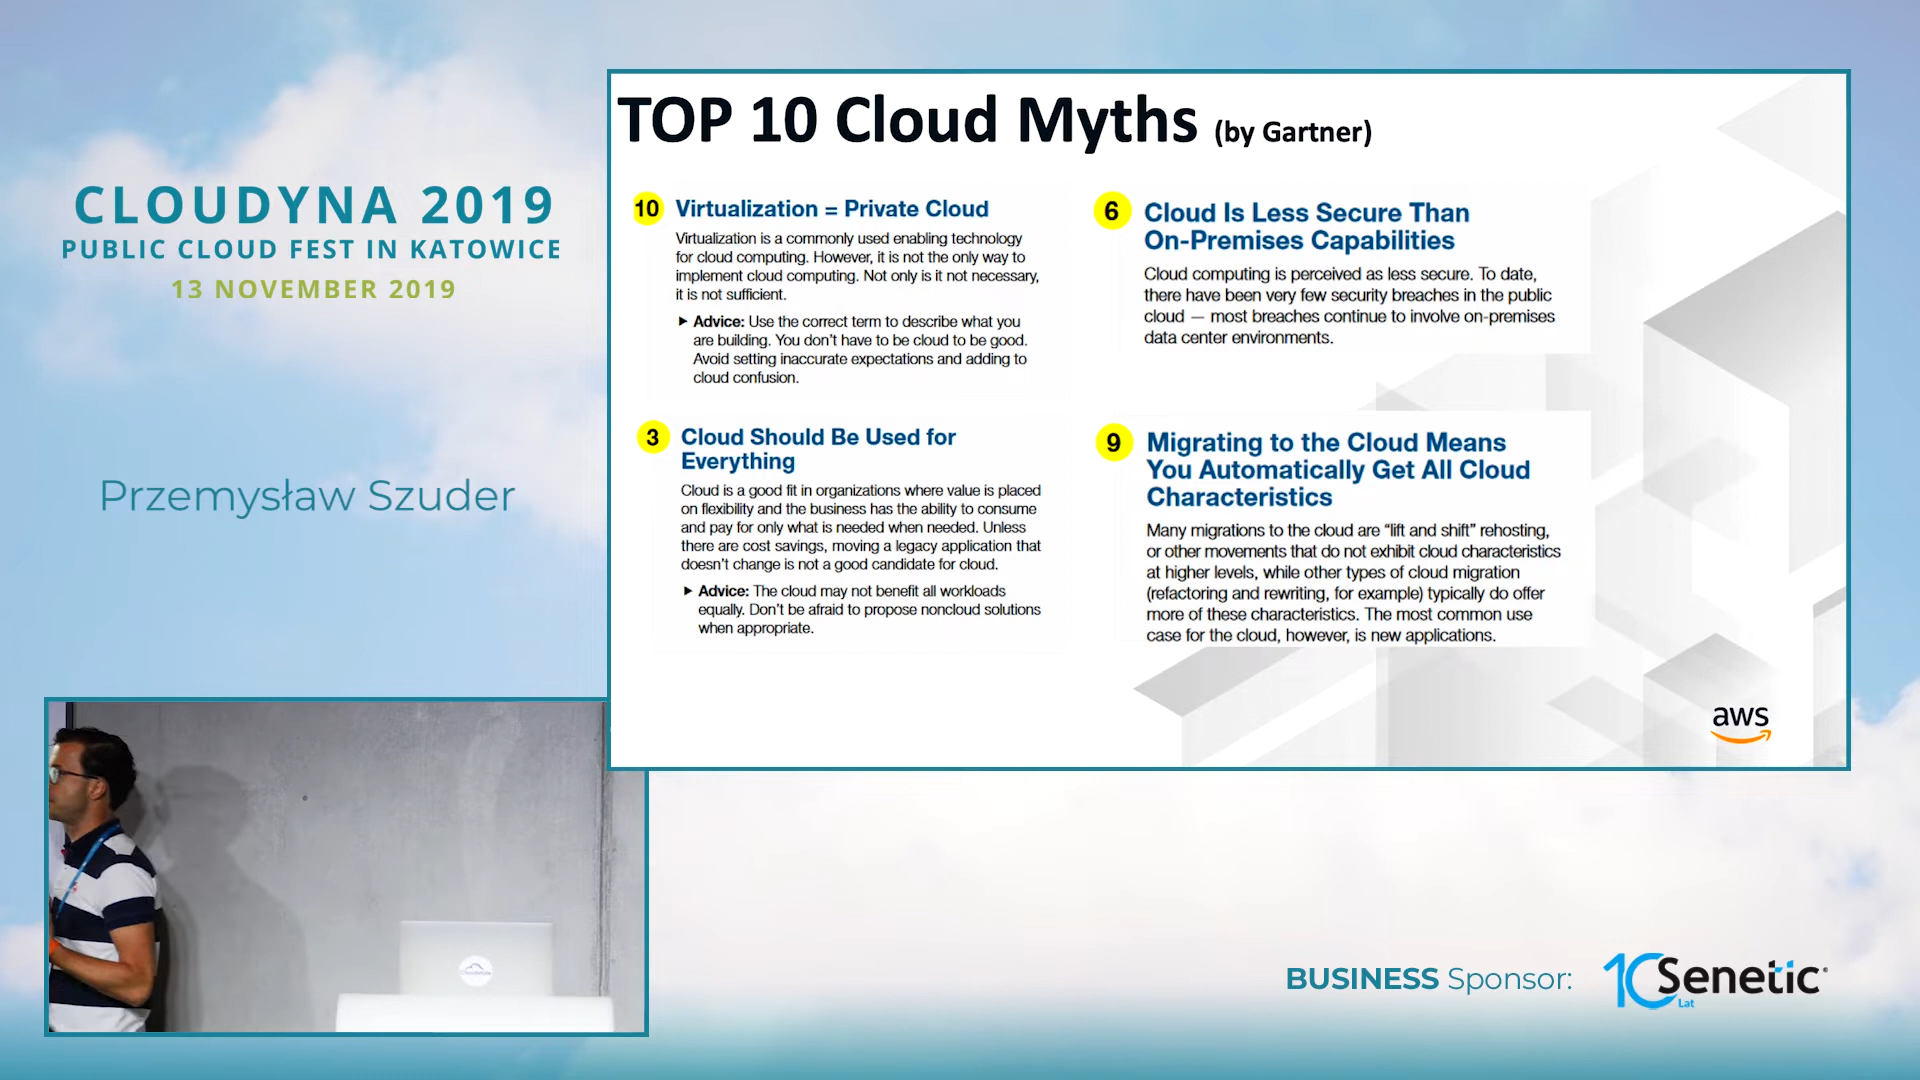 CLOUDYNA 2019
PUBLIC CLOUD FEST IN KATOWICE
13 NOVEMBER 2019
Przemysław Szuder
TOP 10 Cloud Myths (by Gartner)
10 Virtualization = Private Cloud
Virtualization is a commonly used enabling technology
for cloud computing. However, it is not the only way to
implement cloud computing. Not only is it not necessary,
it is not sufficient.
► Advice: Use the correct term to describe what you
are building. You don't have to be cloud to be good.
Avoid setting inaccurate expectations and adding to
cloud confusion.
3 Cloud Should Be Used for
Everything
Cloud is a good fit in organizations where value is placed
on flexibility and the business has the ability to consume
and pay for only what is needed when needed. Unless
there are cost savings, moving a legacy application that
doesn't change is not a good candidate for cloud.
► Advice: The cloud may not benefit all workloads
equally. Don't be afraid to propose noncloud solutions
when appropriate.
6 Cloud Is Less Secure Than
On-Premises Capabilities
Cloud computing is perceived as less secure. To date,
there have been very few security breaches in the public
cloud — most breaches continue to involve on-premises
data center environments.
9 Migrating to the Cloud Means
You Automatically Get All Cloud
Characteristics
Many migrations to the cloud are “lift and shift” rehosting,
or other movements that do not exhibit cloud characteristics
at higher levels, while other types of cloud migration
(refactoring and rewriting, for example) typically do offer
more of these characteristics. The most common use
case for the cloud, however, is new applications.
aws
BUSINESS Sponsor:
10 Lat Senetic